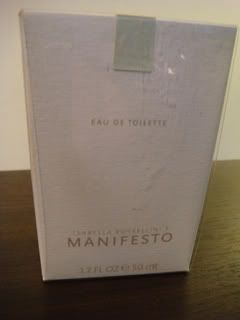 EAU DE TOILETTE
ISABELLA ROSSELLINI'S
MANIFESTO
1.7 FL OZ e 50 ml